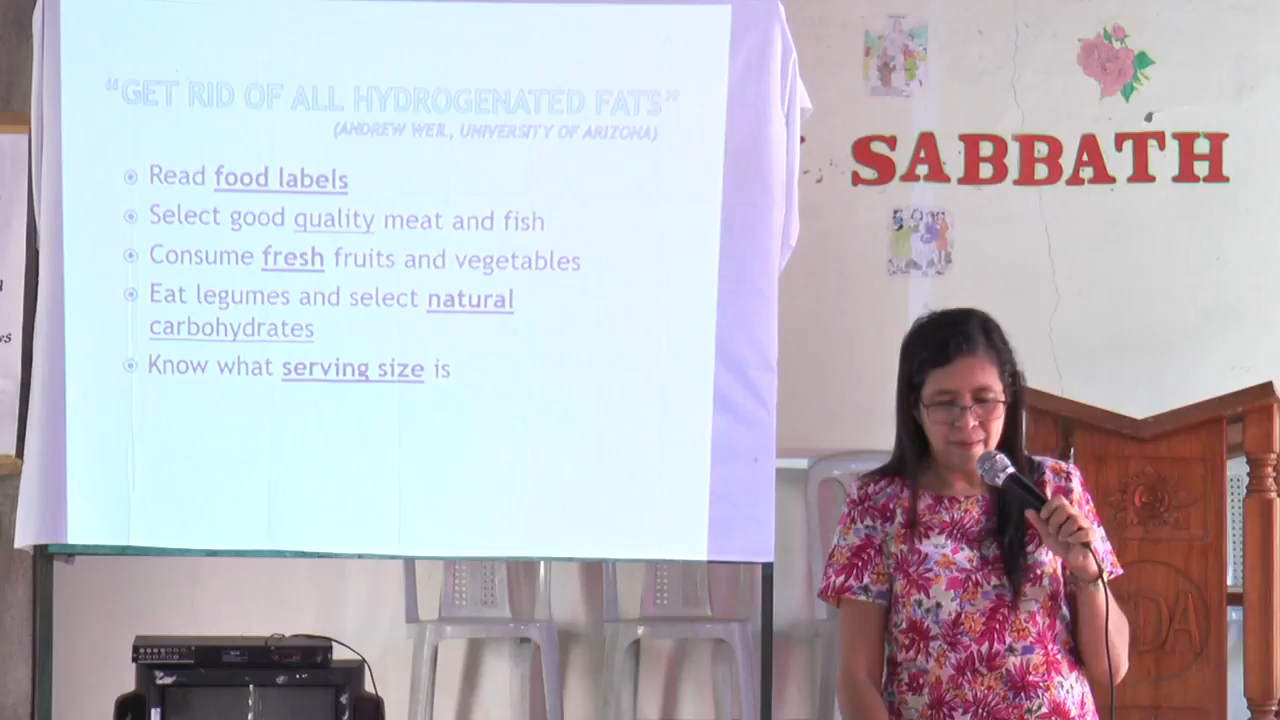 “GET RID OF ALL HYDROGENATED FATS”
(ANDREW WEIL, UNIVERSITY OF ARIZONA)
Read food labels
Select good quality meat and fish
Consume fresh fruits and vegetables
Eat legumes and select natural
carbohydrates
Know what serving size is
SABBATH
DA